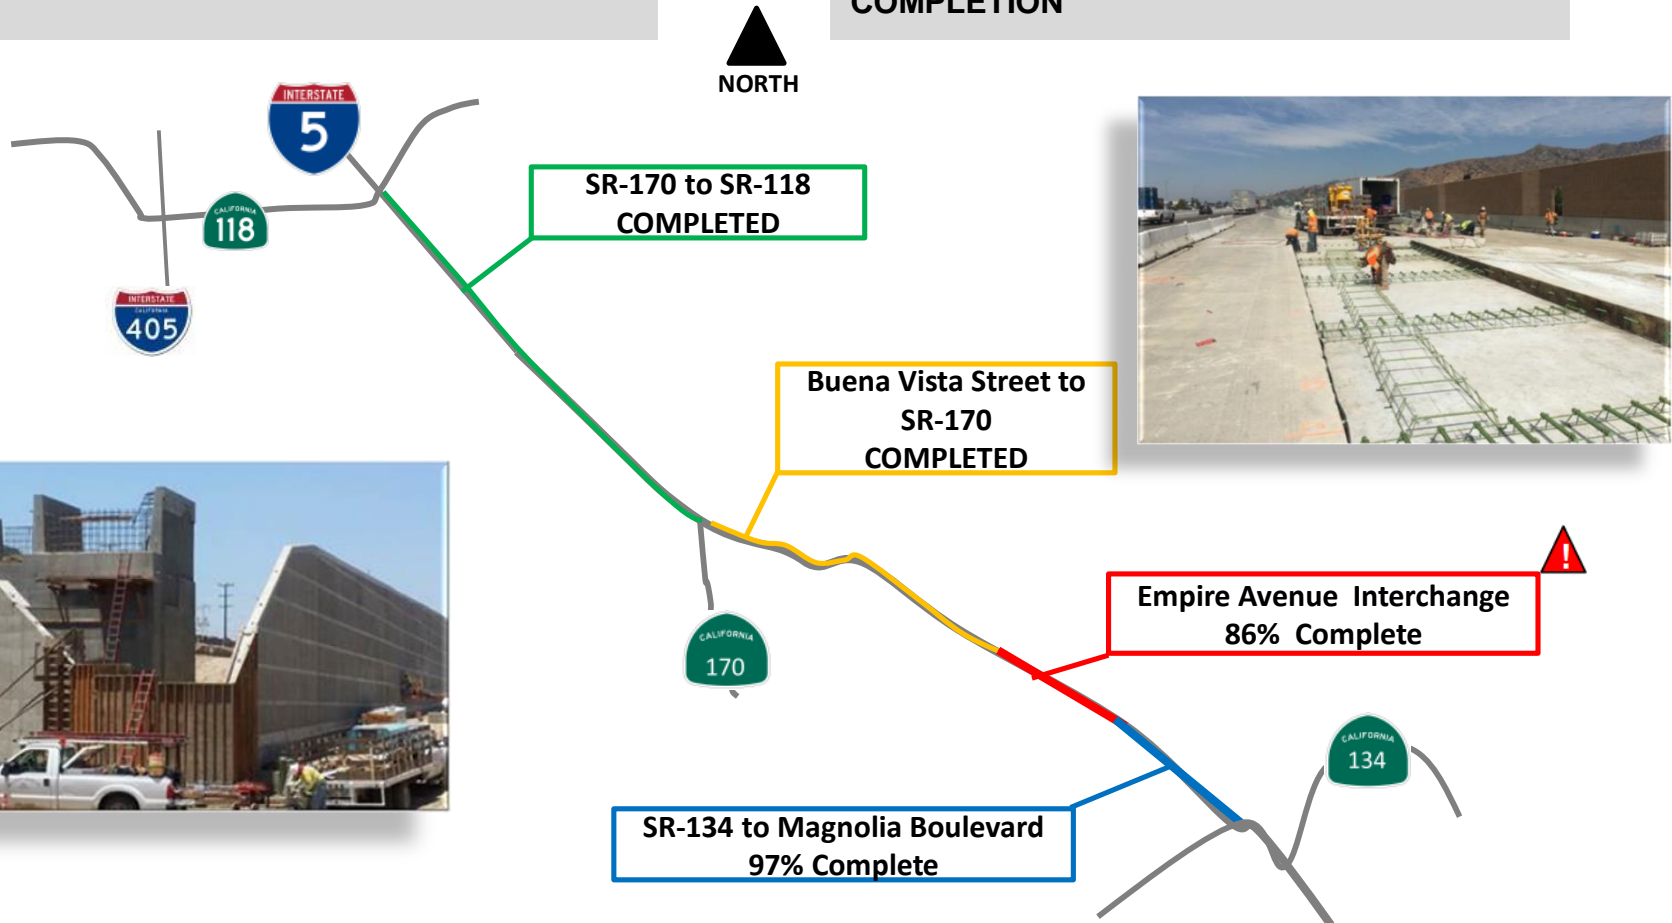 COMPLETION
NORTH
INTERSTATE
5
SR-170 to SR-118
COMPLETED
CALIFORNIA
118
INTERSTATE
CALIFORNIA
405
Buena Vista Street to
SR-170
COMPLETED
!
Empire Avenue Interchange
86% Complete
CALIFORNIA
170
CALIFORNIA
134
SR-134 to Magnolia Boulevard
97% Complete